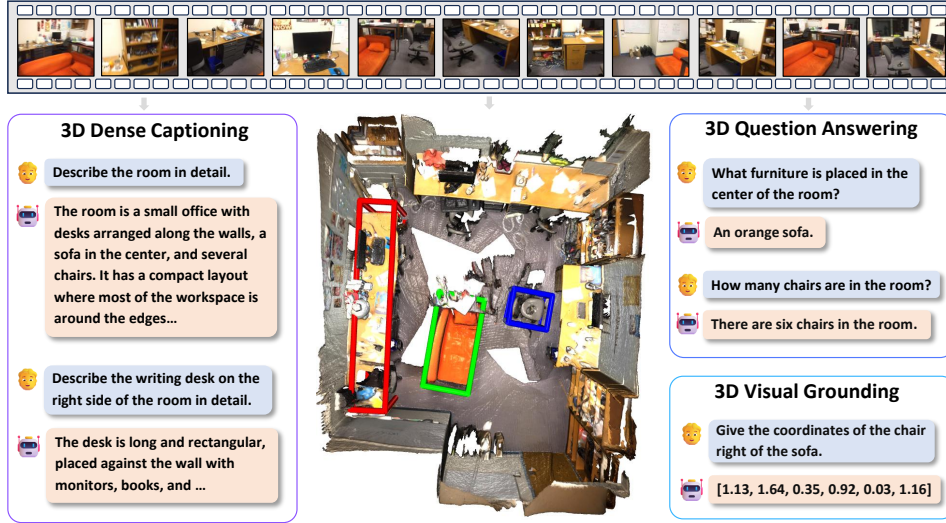 3D Dense Captioning
Describe the room in detail.
The room is a small office with
desks arranged along the walls, a
sofa in the center, and several
chairs. It has a compact layout
where most of the workspace is
around the edges…
Describe the writing desk on the
right side of the room in detail.
The desk is long and rectangular,
placed against the wall with
monitors, books, and …
3D Question Answering
What furniture is placed in the
center of the room?
An orange sofa.
How many chairs are in the room?
There are six chairs in the room.
3D Visual Grounding
Give the coordinates of the chair
right of the sofa.
[1.13, 1.64, 0.35, 0.92, 0.03, 1.16]